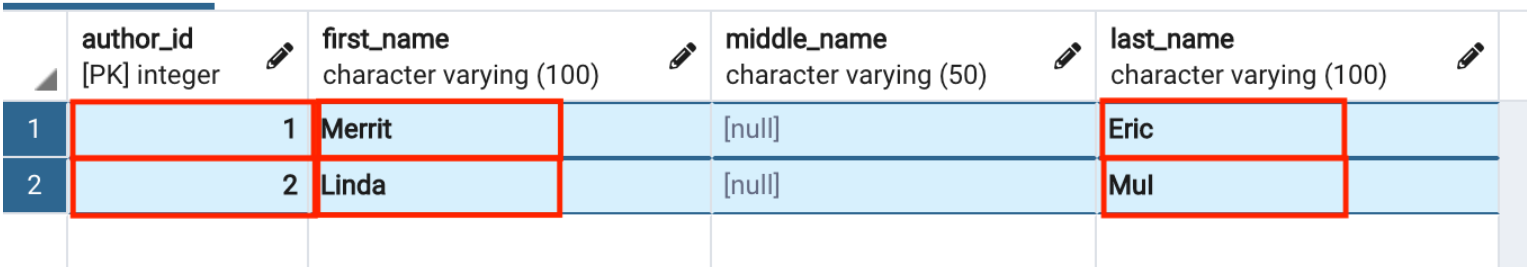 author_id first_name middle_name last_name
[PK] integer character varying (100) character varying (50) character varying (100)
1 1 Merrit [null] Eric
2 2 Linda [null] Mul